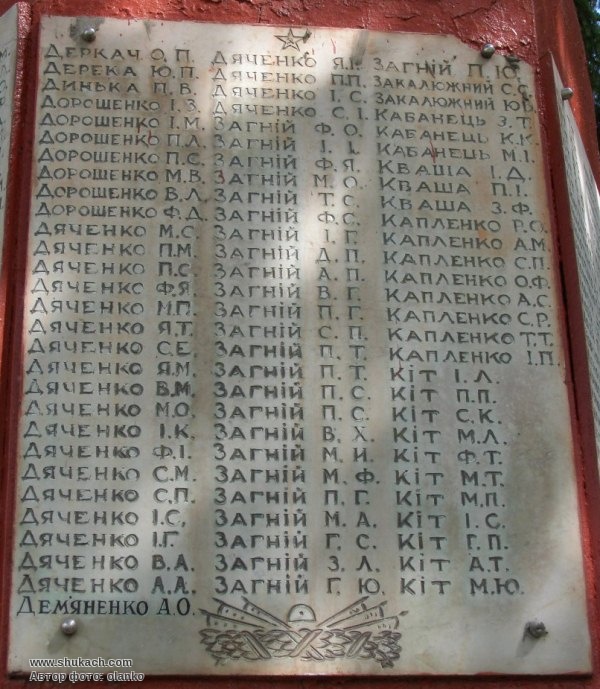 ДЕРКАЧ О.П.
ДЕРЕКА Ю.П.
ДИНЬКА П.В.
ДОРОШЕНКО І.З.
ДОРОШЕНКО І.М.
ДОРОШЕНКО П.Л.
ДОРОШЕНКО П.С.
ДОРОШЕНКО М.В.
ДОРОШЕНКО В.Л.
ДОРОШЕНКО Ф.Д.
ДЯЧЕНКО М.С.
ДЯЧЕНКО П.М.
ДЯЧЕНКО П.С.
ДЯЧЕНКО Ф.Я.
ДЯЧЕНКО М.П.
ДЯЧЕНКО Я.Т.
ДЯЧЕНКО С.Е.
ДЯЧЕНКО Я.М.
ДЯЧЕНКО В.М.
ДЯЧЕНКО М.О.
ДЯЧЕНКО І.К.
ДЯЧЕНКО Ф.І.
ДЯЧЕНКО С.М.
ДЯЧЕНКО С.П.
ДЯЧЕНКО І.С.
ДЯЧЕНКО І.Г.
ДЯЧЕНКО В.А.
ДЯЧЕНКО А.А.
ДЕМЯНЕНКО А.О.
ДЯЧЕНКО Я.І.
ДЯЧЕНКО П.П.
ДЯЧЕНКО І.С.
ДЯЧЕНКО С.І.
ЗАГНІЙ Ф.О.
ЗАГНІЙ І.І.
ЗАГНІЙ Ф.Я.
ЗАГНІЙ М.О.
ЗАГНІЙ Т.С.
ЗАГНІЙ Ф.С.
ЗАГНІЙ І.Г.
ЗАГНІЙ Д.П.
ЗАГНІЙ А.П.
ЗАГНІЙ В.Г.
ЗАГНІЙ П.Г.
ЗАГНІЙ С.П.
ЗАГНІЙ П.Т.
ЗАГНІЙ П.Т.
ЗАГНІЙ П.С.
ЗАГНІЙ П.С.
ЗАГНІЙ В.Х.
ЗАГНІЙ М.И.
ЗАГНІЙ М.Ф.
ЗАГНІЙ П.Г.
ЗАГНІЙ М.А.
ЗАГНІЙ Г.С.
ЗАГНІЙ З.Л.
ЗАГНІЙ Г.Ю.
ЗАГНІЙ П.Ю.
ЗАКАЛЮЖНИЙ С.С.
ЗАКАЛЮЖНИЙ Ю.
КАБАНЕЦЬ З.Т.
КАБАНЕЦЬ К.К.
КАБАНЕЦЬ М.І.
КВАША І.Д.
КВАША П.І.
КВАША З.Ф.
КАПЛЕНКО Р.О.
КАПЛЕНКО А.М.
КАПЛЕНКО С.П.
КАПЛЕНКО О.Ф.
КАПЛЕНКО А.С.
КАПЛЕНКО С.Р.
КАПЛЕНКО Т.Т.
КАПЛЕНКО І.П.
КІТ І.Л.
КІТ П.П.
КІТ С.К.
КІТ М.Л.
КІТ Ф.Т.
КІТ М.Т.
КІТ М.П.
КІТ І.С.
КІТ Г.П.
КІТ А.Т.
КІТ М.Ю.
www.shukach.com
Автор фото: olanko